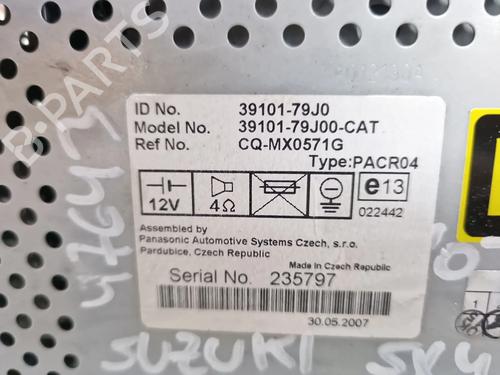 ID No. 39101-79J0
Model No. 39101-79J00-CAT
Ref No. CQ-MX0571G
Type:PACR04
12V
4Ω
e13
022442
Assembled by
Panasonic Automotive Systems Czech, s.r.o.
Pardubice, Czech Republic
Made in Czech Republic
Serial No. 235797
30.05.2007
4764M
SUZUKI SX4
B-PARTS